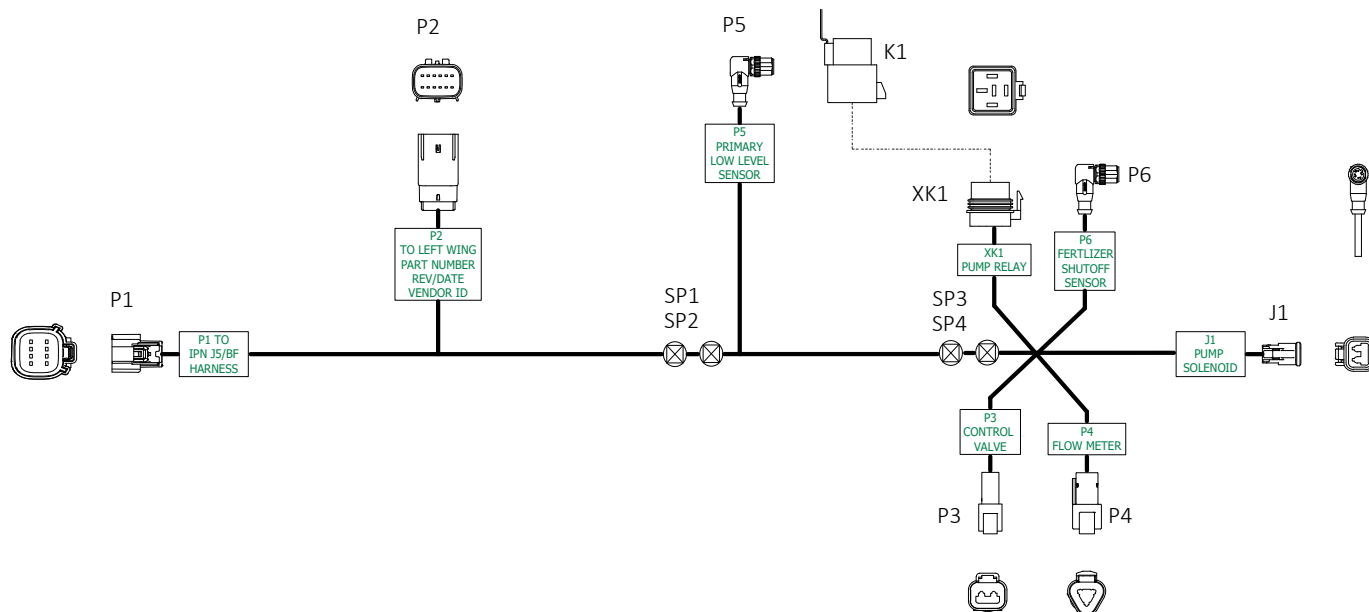 P2
P5
K1
P5
PRIMARY
LOW LEVEL
SENSOR
P6
XK1
P2
TO LEFT WING
PART NUMBER
REV/DATE
VENDOR ID
XK1
PUMP RELAY
P6
FERTLIZER
SHUTOFF
SENSOR
P1
SP1
SP2
SP3
SP4
J1
P1 TO
IPN J5/BF
HARNESS
J1
PUMP
SOLENOID
P3
CONTROL
VALVE
P4
FLOW METER
P3
P4